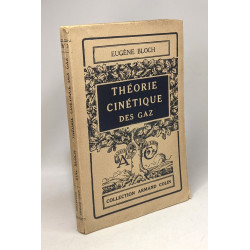 EUGÈNE BLOCH
THÉORIE
CINÉTIQUE
DES GAZ
A C
COLLECTION ARMAND COLIN